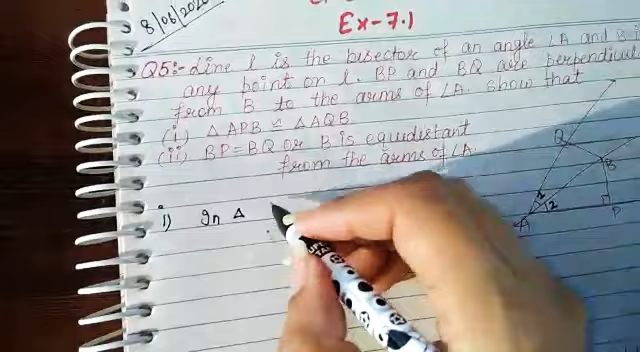 8/06/2020
Ex-7.1
Q5:- Line l is the bisector of an angle ∠A and B is
any point on l. BP and BQ are perpendicular
from B to the arms of ∠A. show that
(i) △APB ≅ △AQB
(ii) BP=BQ or B is equidistant
from the arms of ∠A.
Q
B
1
2
A
P
i) In △